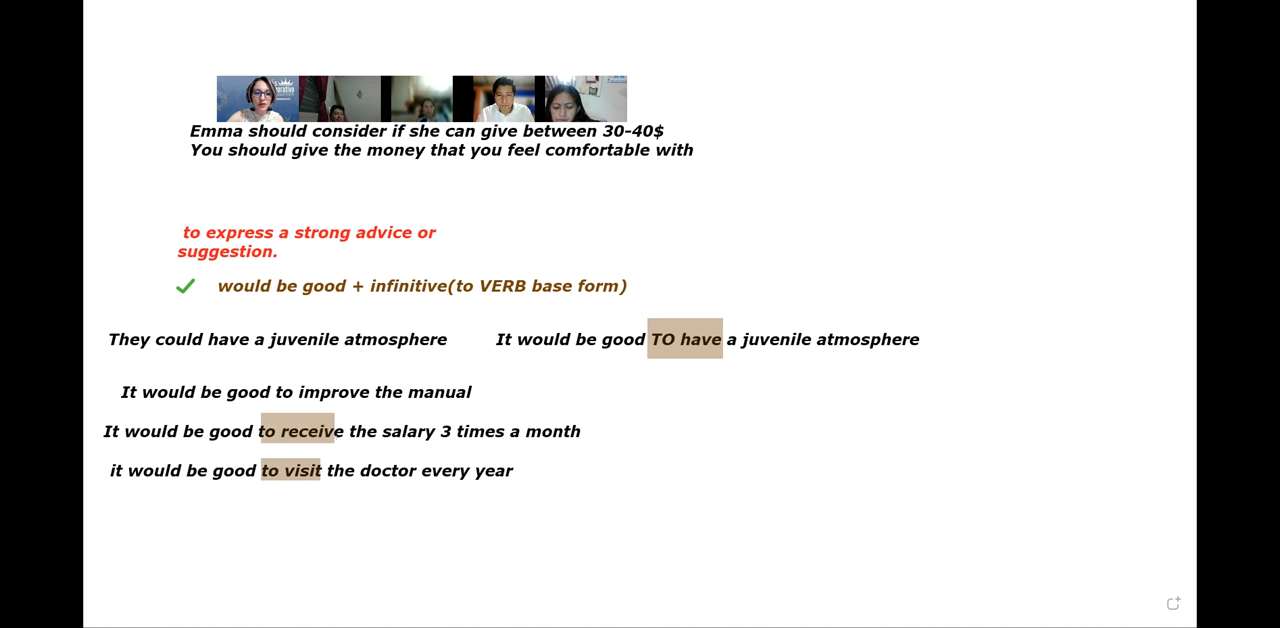 Emma should consider if she can give between 30-40$
You should give the money that you feel comfortable with
to express a strong advice or
suggestion.
would be good + infinitive(to VERB base form)
They could have a juvenile atmosphere
It would be good TO have a juvenile atmosphere
It would be good to improve the manual
It would be good to receive the salary 3 times a month
it would be good to visit the doctor every year